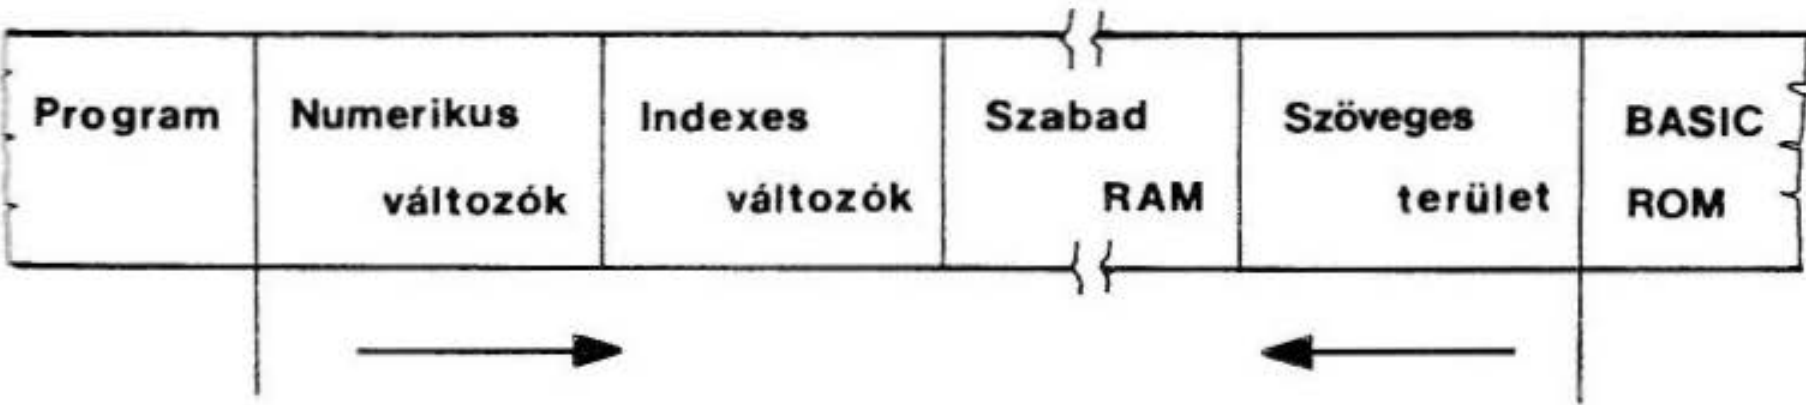 Program
Numerikus
változók
Indexes
változók
Szabad
RAM
Szöveges
terület
BASIC
ROM